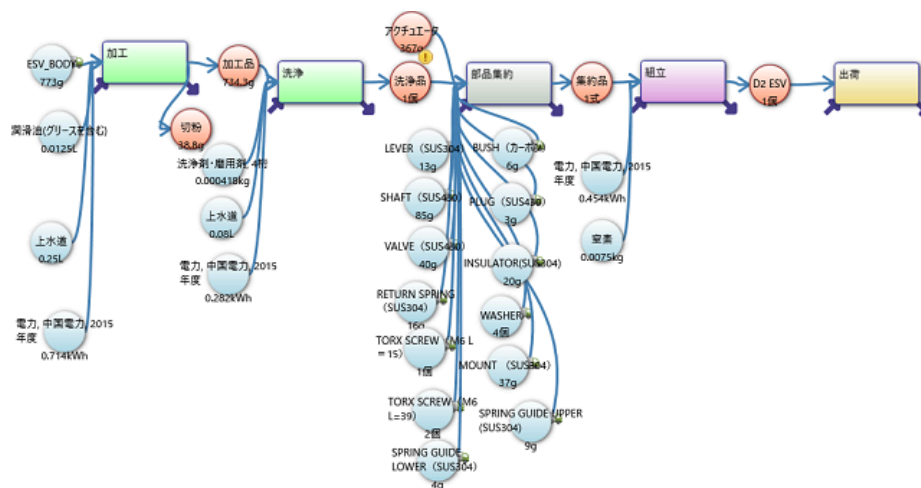 ESV_BODY
773g
潤滑油(グリースを含む)
0.0125L
上水道
0.25L
電力, 中国電力, 2015
年度
0.714kWh
加工
加工品
734.3g
切粉
38.8g
洗浄剤・磨用剤, 4桁
0.000418kg
上水道
0.08L
電力, 中国電力, 2015
年度
0.282kWh
洗浄
アクチュエータ
367g
洗浄品
1個
LEVER（SUS304）
13g
SHAFT（SUS430）
85g
VALVE（SUS430）
40g
RETURN SPRING
（SUS304）
16g
TORX SCREW（M6 L
＝15）
1個
TORX SCREW（M6
L=39）
2個
SPRING GUIDE
LOWER（SUS304）
4g
部品集約
BUSH（カーボン）
6g
PLUG（SUS430）
3g
INSULATOR(SUS304)
20g
WASHER
4個
MOUNT （SUS304）
37g
SPRING GUIDE UPPER
(SUS304)
9g
集約品
1式
電力, 中国電力, 2015
年度
0.454kWh
窒素
0.0075kg
組立
D2 ESV
1個
出荷